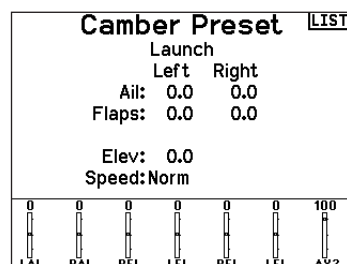 Camber Preset LIST
Launch
Left Right
Ail: 0.0 0.0
Flaps: 0.0 0.0
Elev: 0.0
Speed: Norm
0 0 0 0 0 0 100